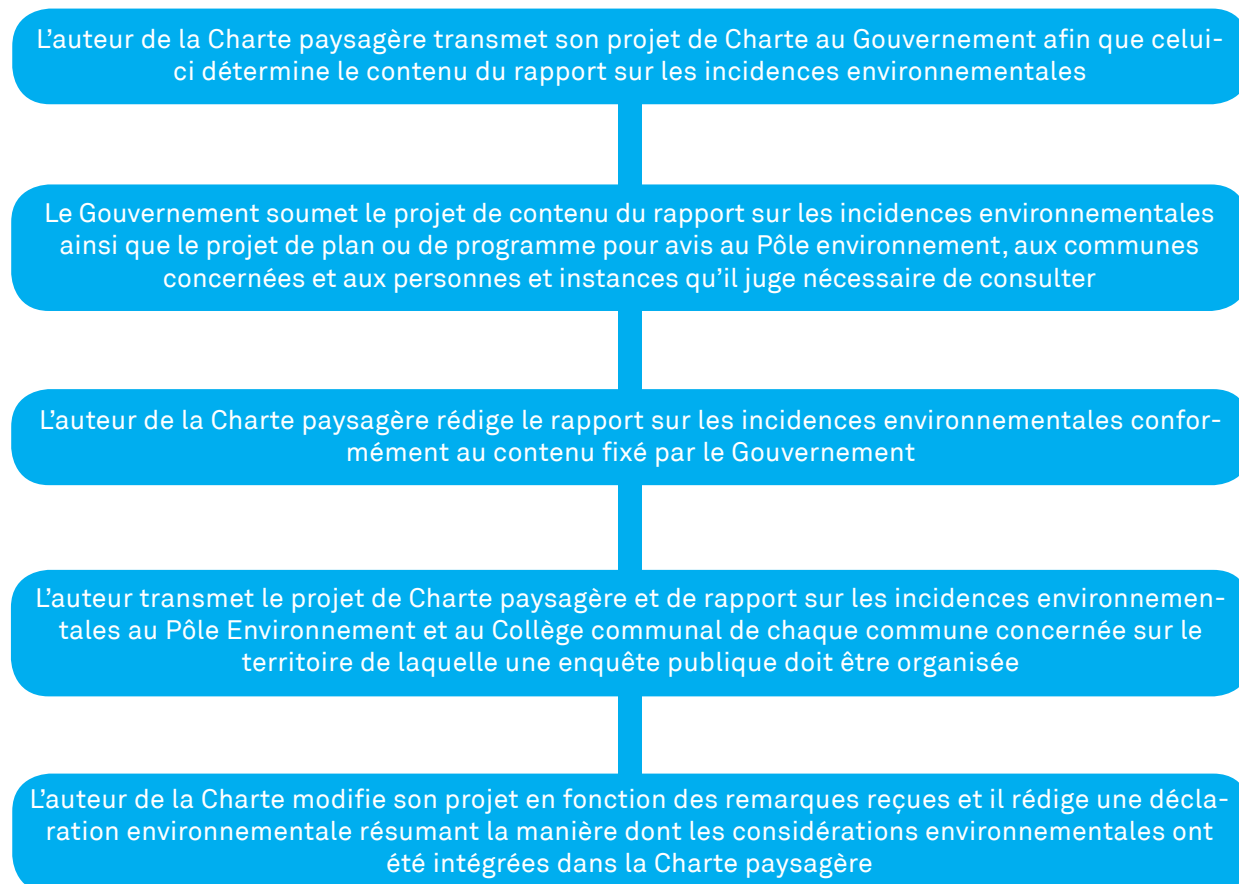 L’auteur de la Charte paysagère transmet son projet de Charte au Gouvernement afin que celui-
ci détermine le contenu du rapport sur les incidences environnementales
Le Gouvernement soumet le projet de contenu du rapport sur les incidences environnementales
ainsi que le projet de plan ou de programme pour avis au Pôle environnement, aux communes
concernées et aux personnes et instances qu’il juge nécessaire de consulter
L’auteur de la Charte paysagère rédige le rapport sur les incidences environnementales confor-
mément au contenu fixé par le Gouvernement
L’auteur transmet le projet de Charte paysagère et de rapport sur les incidences environnemen-
tales au Pôle Environnement et au Collège communal de chaque commune concernée sur le
territoire de laquelle une enquête publique doit être organisée
L’auteur de la Charte modifie son projet en fonction des remarques reçues et il rédige une décla-
ration environnementale résumant la manière dont les considérations environnementales ont
été intégrées dans la Charte paysagère